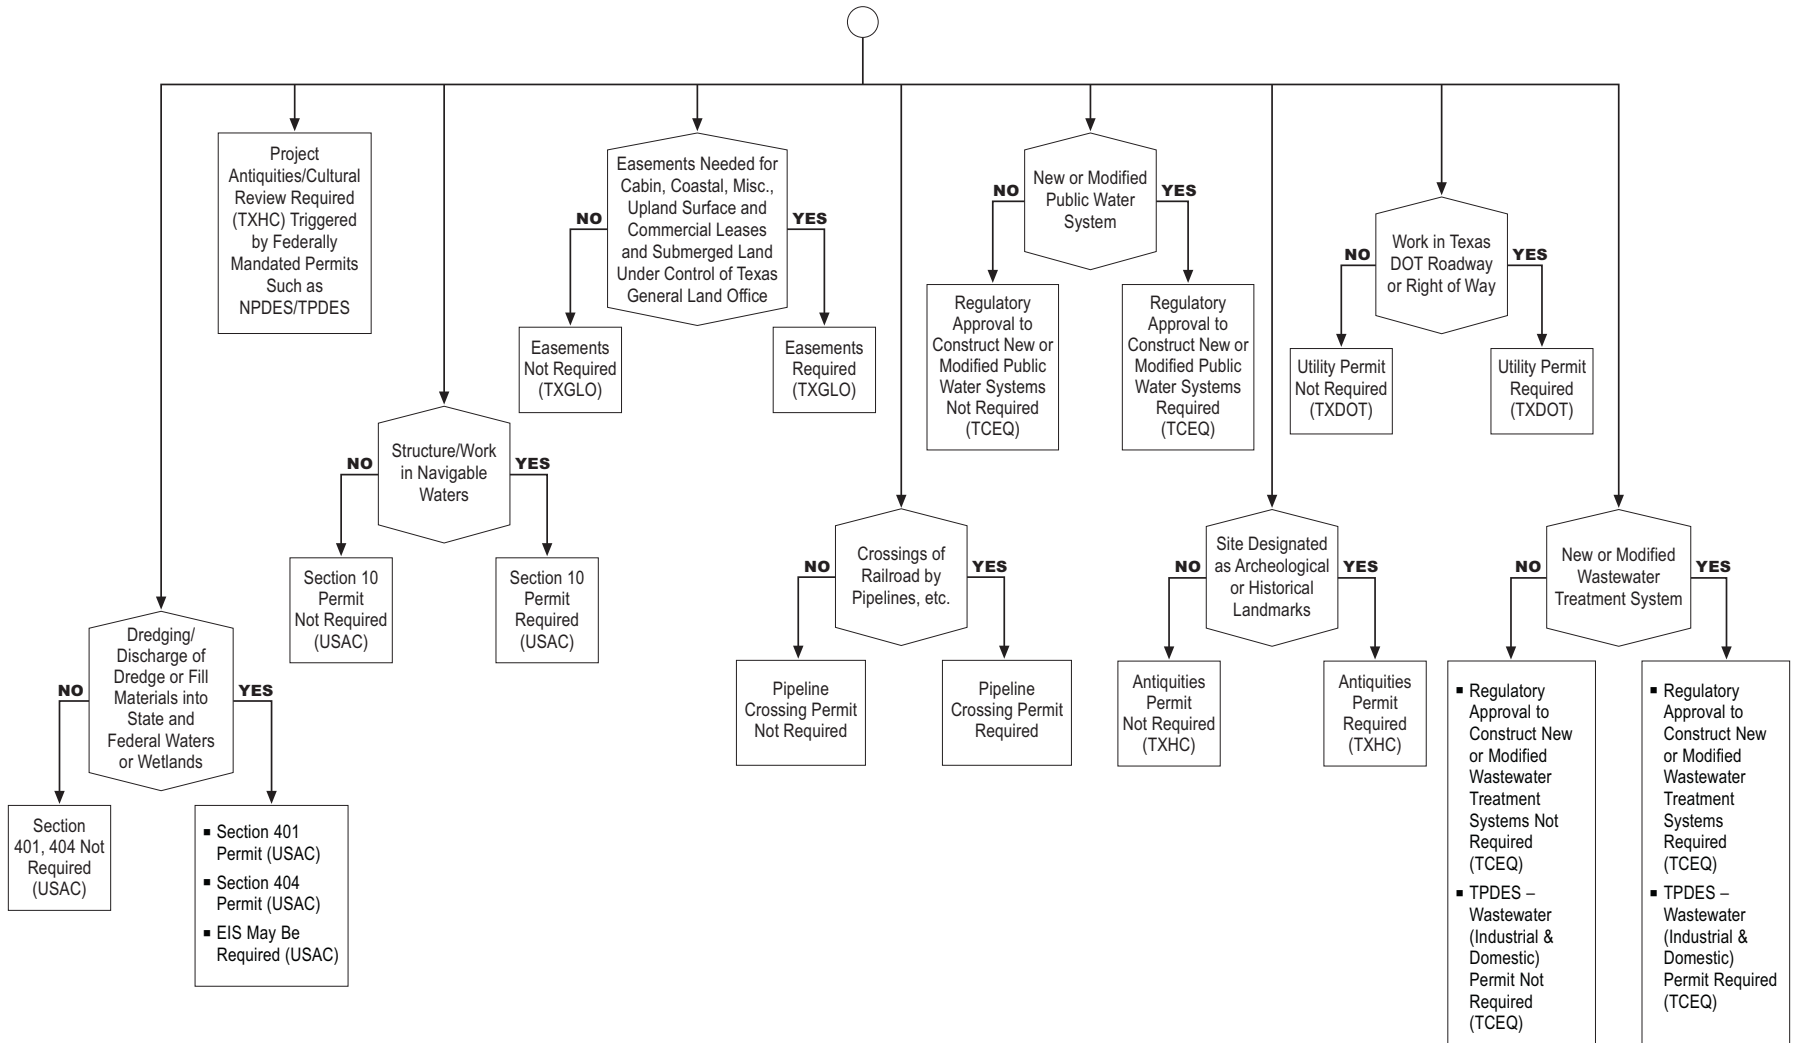 Project
Antiquities/Cultural
Review Required
(TXHC) Triggered
by Federally
Mandated Permits
Such as
NPDES/TPDES
Easements Needed for
Cabin, Coastal, Misc.,
Upland Surface and
Commercial Leases
and Submerged Land
Under Control of Texas
General Land Office
NO
YES
Easements
Not Required
(TXGLO)
Easements
Required
(TXGLO)
New or Modified
Public Water
System
NO
YES
Regulatory
Approval to
Construct New or
Modified Public
Water Systems
Not Required
(TCEQ)
Regulatory
Approval to
Construct New or
Modified Public
Water Systems
Required
(TCEQ)
Work in Texas
DOT Roadway
or Right of Way
NO
YES
Utility Permit
Not Required
(TXDOT)
Utility Permit
Required
(TXDOT)
Structure/Work
in Navigable
Waters
NO
YES
Section 10
Permit
Not Required
(USAC)
Section 10
Permit
Required
(USAC)
Crossings of
Railroad by
Pipelines, etc.
NO
YES
Pipeline
Crossing Permit
Not Required
Pipeline
Crossing Permit
Required
Site Designated
as Archeological
or Historical
Landmarks
NO
YES
Antiquities
Permit
Not Required
(TXHC)
Antiquities
Permit
Required
(TXHC)
New or Modified
Wastewater
Treatment System
NO
YES
▪ Regulatory
Approval to
Construct New
or Modified
Wastewater
Treatment
Systems Not
Required
(TCEQ)
▪ TPDES –
Wastewater
(Industrial &
Domestic)
Permit Not
Required
(TCEQ)
▪ Regulatory
Approval to
Construct New
or Modified
Wastewater
Treatment
Systems
Required
(TCEQ)
▪ TPDES –
Wastewater
(Industrial &
Domestic)
Permit Required
(TCEQ)
Dredging/
Discharge of
Dredge or Fill
Materials into
State and
Federal Waters
or Wetlands
NO
YES
Section
401, 404 Not
Required
(USAC)
▪ Section 401
Permit (USAC)
▪ Section 404
Permit (USAC)
▪ EIS May Be
Required (USAC)